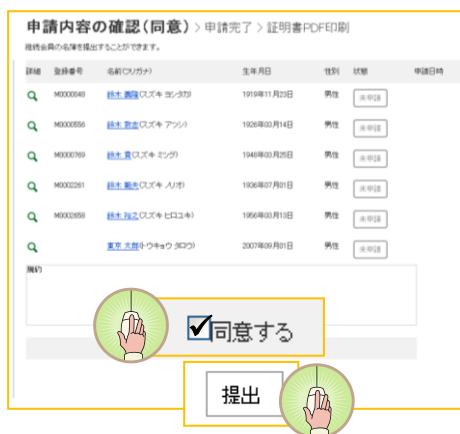 申請内容の確認(同意) > 申請完了 > 証明書PDF印刷
継続会員の名簿を提出することができます。
詳細 登録番号 名前(フリガナ) 生年月日 性別 状態 申請日時
M0000048 鈴木 義隆(スズキ ヨシタカ) 1919年11月23日 男性 未申請
M0000556 鈴木 敦志(スズキ アツシ) 1926年03月14日 男性 未申請
M0000769 鈴木 貢(スズキ ミツグ) 1948年03月25日 男性 未申請
M0002261 鈴木 範夫(スズキ ノリオ) 1936年07月01日 男性 未申請
M0002658 鈴木 裕之(スズキ ヒロユキ) 1956年03月13日 男性 未申請
東京 太郎(トウキョウ タロウ) 2007年09月01日 男性 未申請
規約
同意する
提出